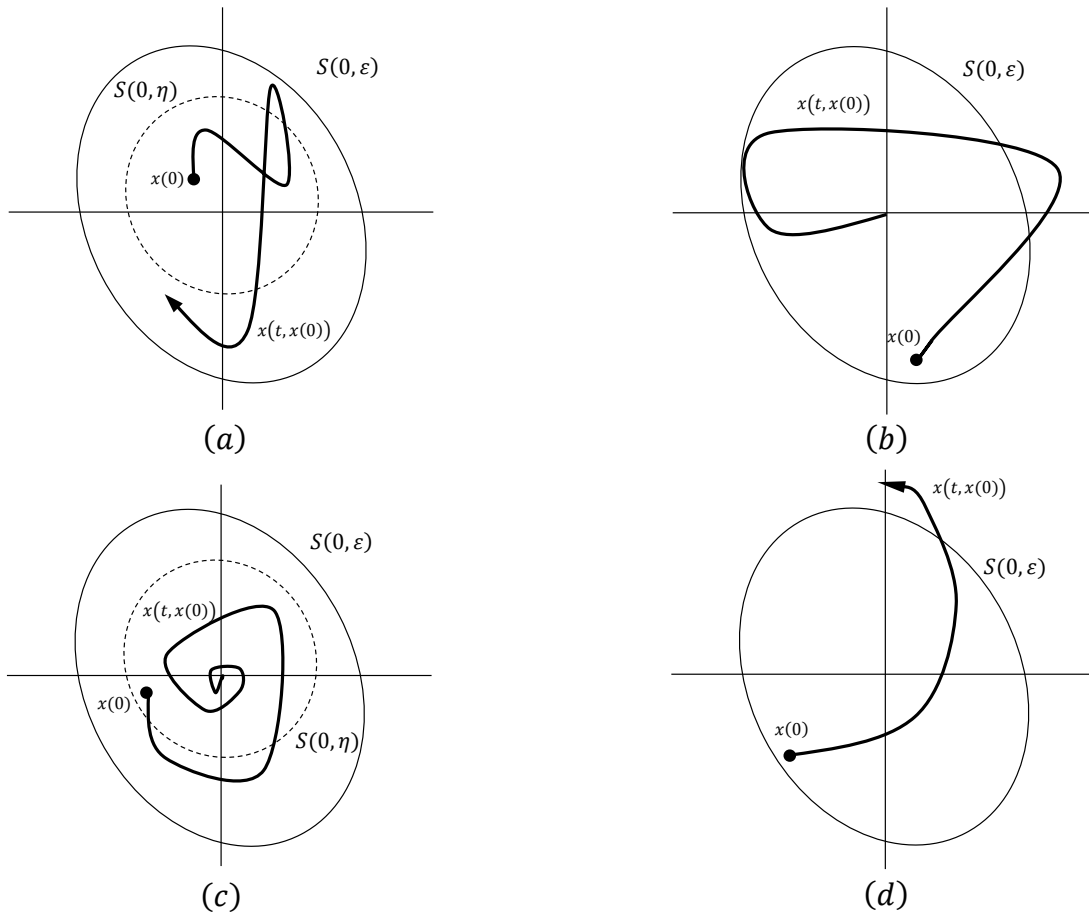 S(0, ε)
S(0, η)
x(0)
x(t, x(0))
(a)
S(0, ε)
x(t, x(0))
x(0)
(b)
S(0, ε)
x(t, x(0))
x(0)
S(0, η)
(c)
x(t, x(0))
S(0, ε)
x(0)
(d)